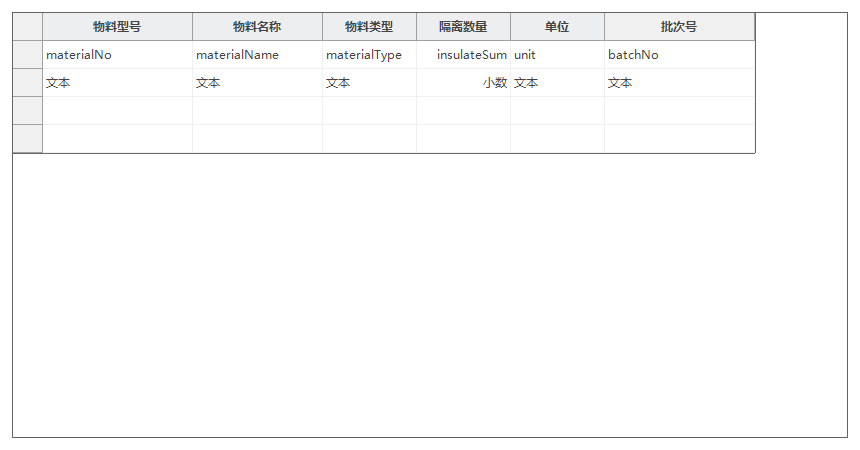 物料型号 物料名称 物料类型 隔离数量 单位 批次号
materialNo materialName materialType insulateSum unit batchNo
文本 文本 文本 小数 文本 文本